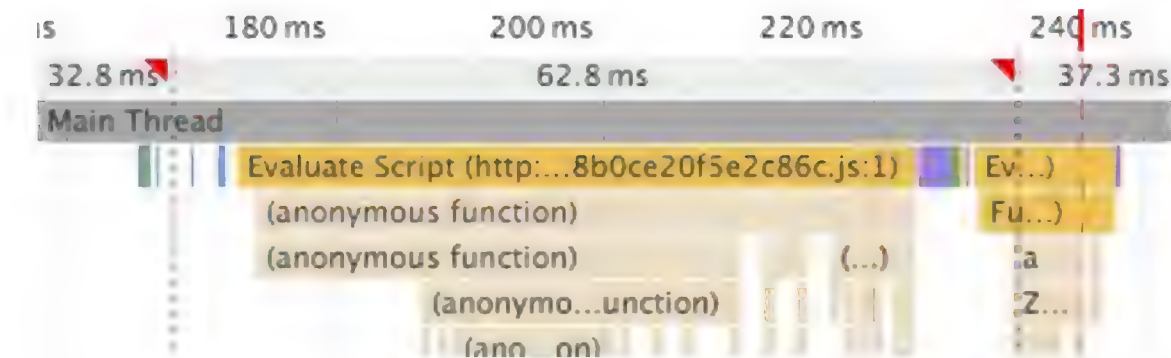 180 ms 200 ms 220 ms 240 ms
32.8 ms 62.8 ms 37.3 ms
Main Thread
Evaluate Script (http:...8b0ce20f5e2c86c.js:1) Ev...)
(anonymous function) Fu...)
(anonymous function) (...) a
(anonymo...unction) Z...
(ano...on)